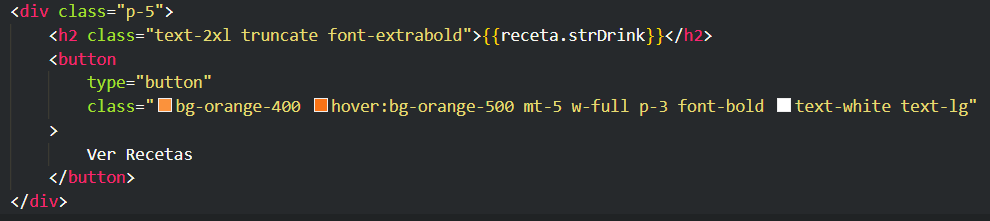 <div class="p-5">
<h2 class="text-2xl truncate font-extrabold">{{receta.strDrink}}</h2>
<button
type="button"
class="bg-orange-400 hover:bg-orange-500 mt-5 w-full p-3 font-bold text-white text-lg"
>
Ver Recetas
</button>
</div>